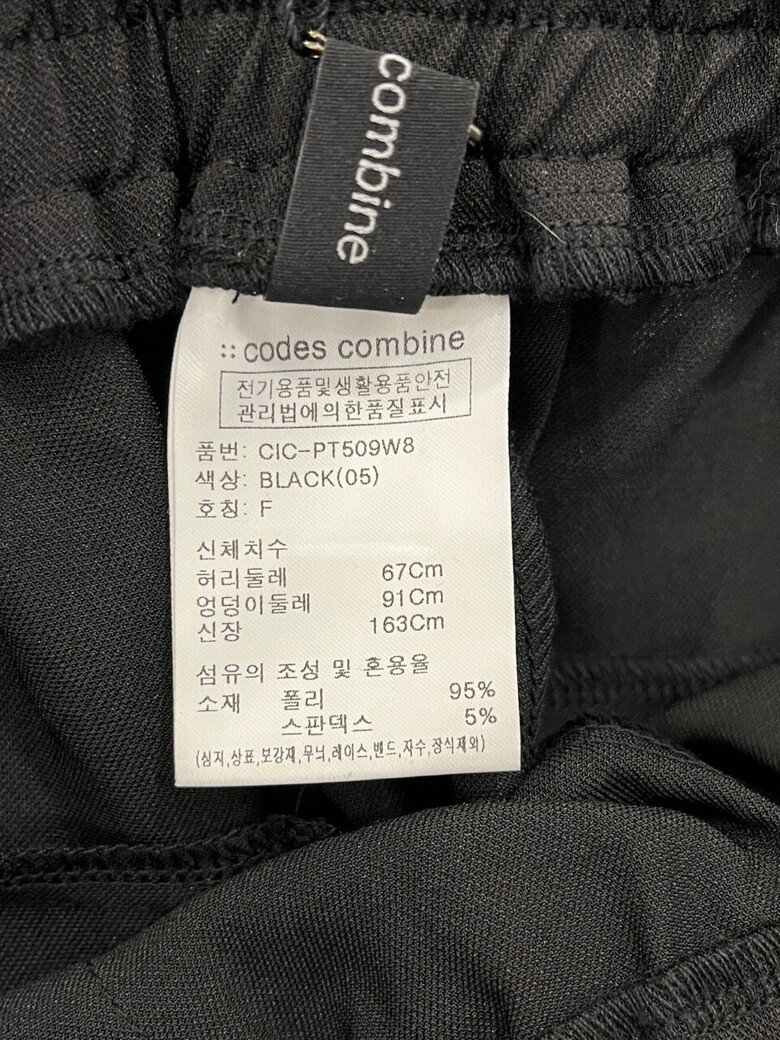 combine
::codes combine
전기용품및생활용품안전
관리법에의한품질표시
품번: CIC-PT509W8
색상: BLACK(05)
호칭: F
신체치수
허리둘레 67Cm
엉덩이둘레 91Cm
신장 163Cm
섬유의 조성 및 혼용율
소재 폴리 95%
스판덱스 5%
(심지,상표,보강재,무늬,레이스,밴드,자수,장식제외)